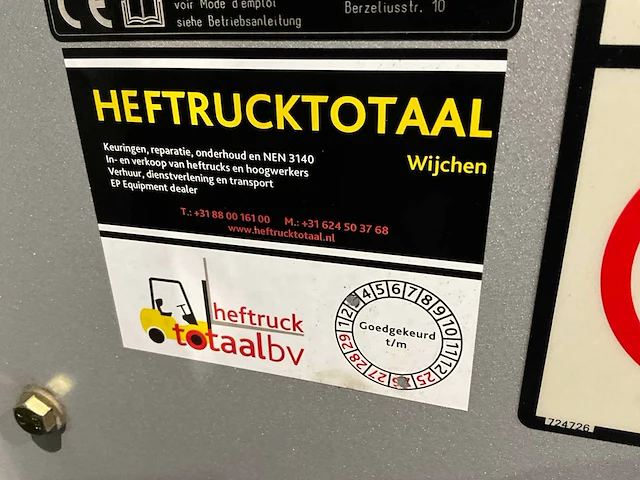 voir Mode d'emploi
siehe Betriebsanleitung
Berzeliusstr. 10
HEFTRUCKTOTAAL
Wijchen
Keuringen, reparatie, onderhoud en NEN 3140
In- en verkoop van heftrucks en hoogwerkers
Verhuur, dienstverlening en transport
EP Equipment dealer
T.: +31 88 00 161 00 M.: +31 624 50 37 68
www.heftrucktotaal.nl
heftruck
totaalbv
1 2 3 4 5 6 7 8 9 10 11 12
25 26 27 28 29
Goedgekeurd
t/m
724726